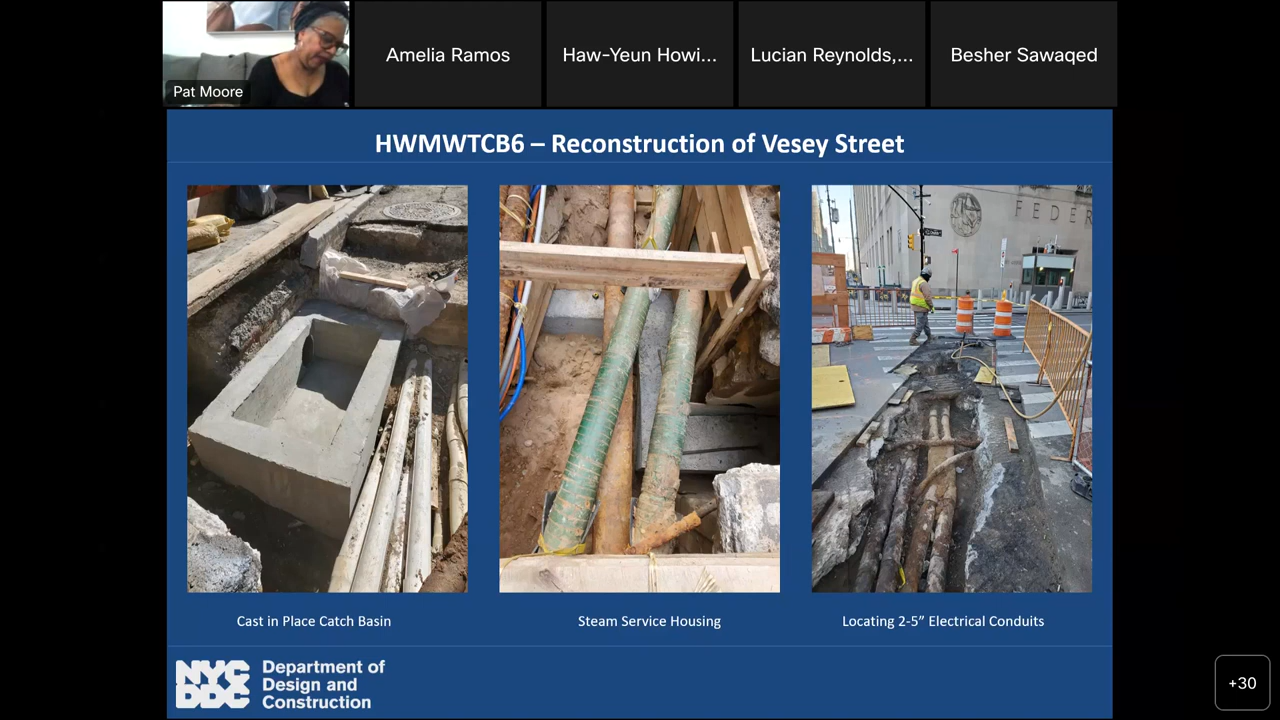 Pat Moore
Amelia Ramos
Haw-Yeun Howi...
Lucian Reynolds,...
Besher Sawaqed
HWMWTCB6 – Reconstruction of Vesey Street
FEDER
Cast in Place Catch Basin
Steam Service Housing
Locating 2-5” Electrical Conduits
NYC
DDC
Department of
Design and
Construction
+30